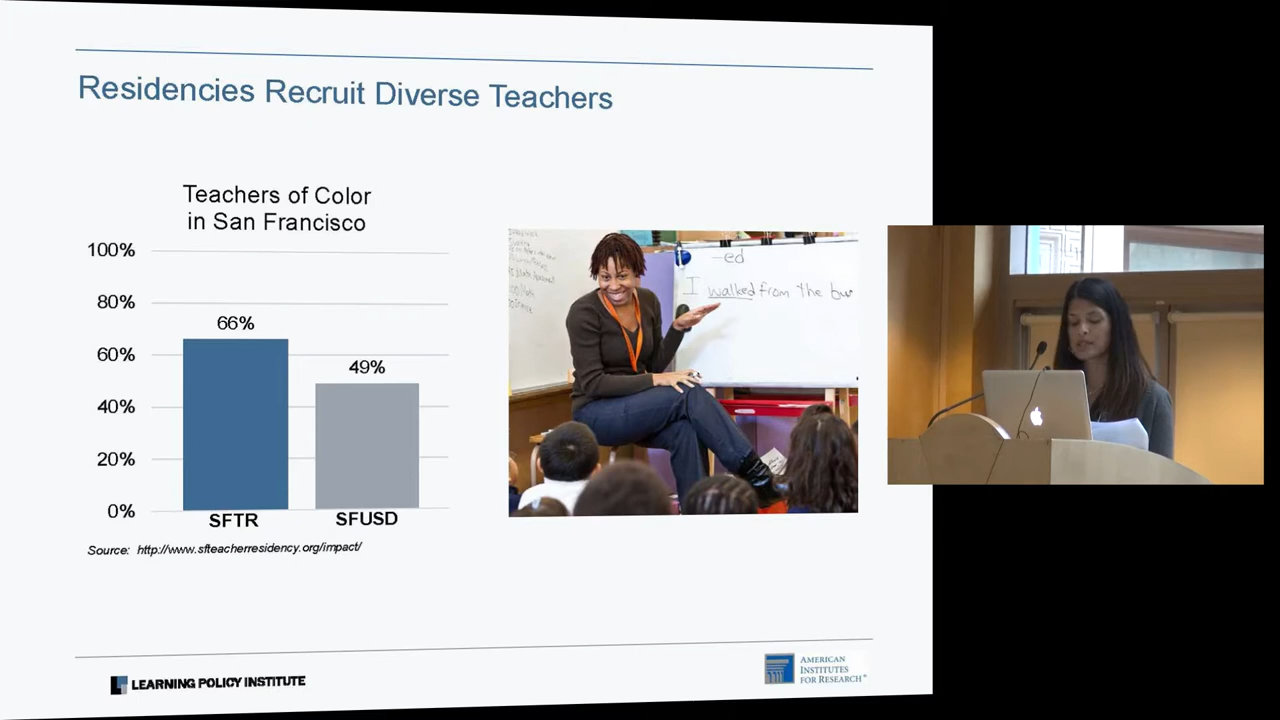 Residencies Recruit Diverse Teachers
Teachers of Color
in San Francisco
100%
80%
60%
40%
20%
0%
66%
49%
SFTR
SFUSD
Source: http://www.sfteacherresidency.org/impact/
-ed
I walked from the bus
LEARNING POLICY INSTITUTE
AMERICAN
INSTITUTES
FOR RESEARCH®